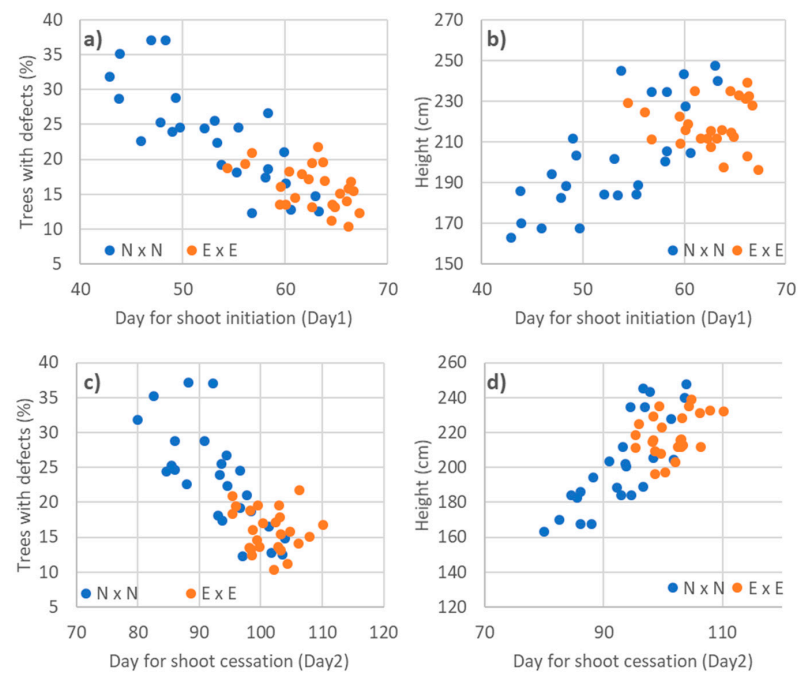 a)
Trees with defects (%)
40
35
30
25
20
15
10
5
N x N E x E
40 50 60 70
Day for shoot initiation (Day1)
b)
Height (cm)
270
250
230
210
190
170
150
N x N E x E
40 50 60 70
Day for shoot initiation (Day1)
c)
Trees with defects (%)
40
35
30
25
20
15
10
5
N x N E x E
70 80 90 100 110 120
Day for shoot cessation (Day2)
d)
Height (cm)
260
240
220
200
180
160
140
120
N x N E x E
70 90 110
Day for shoot cessation (Day2)